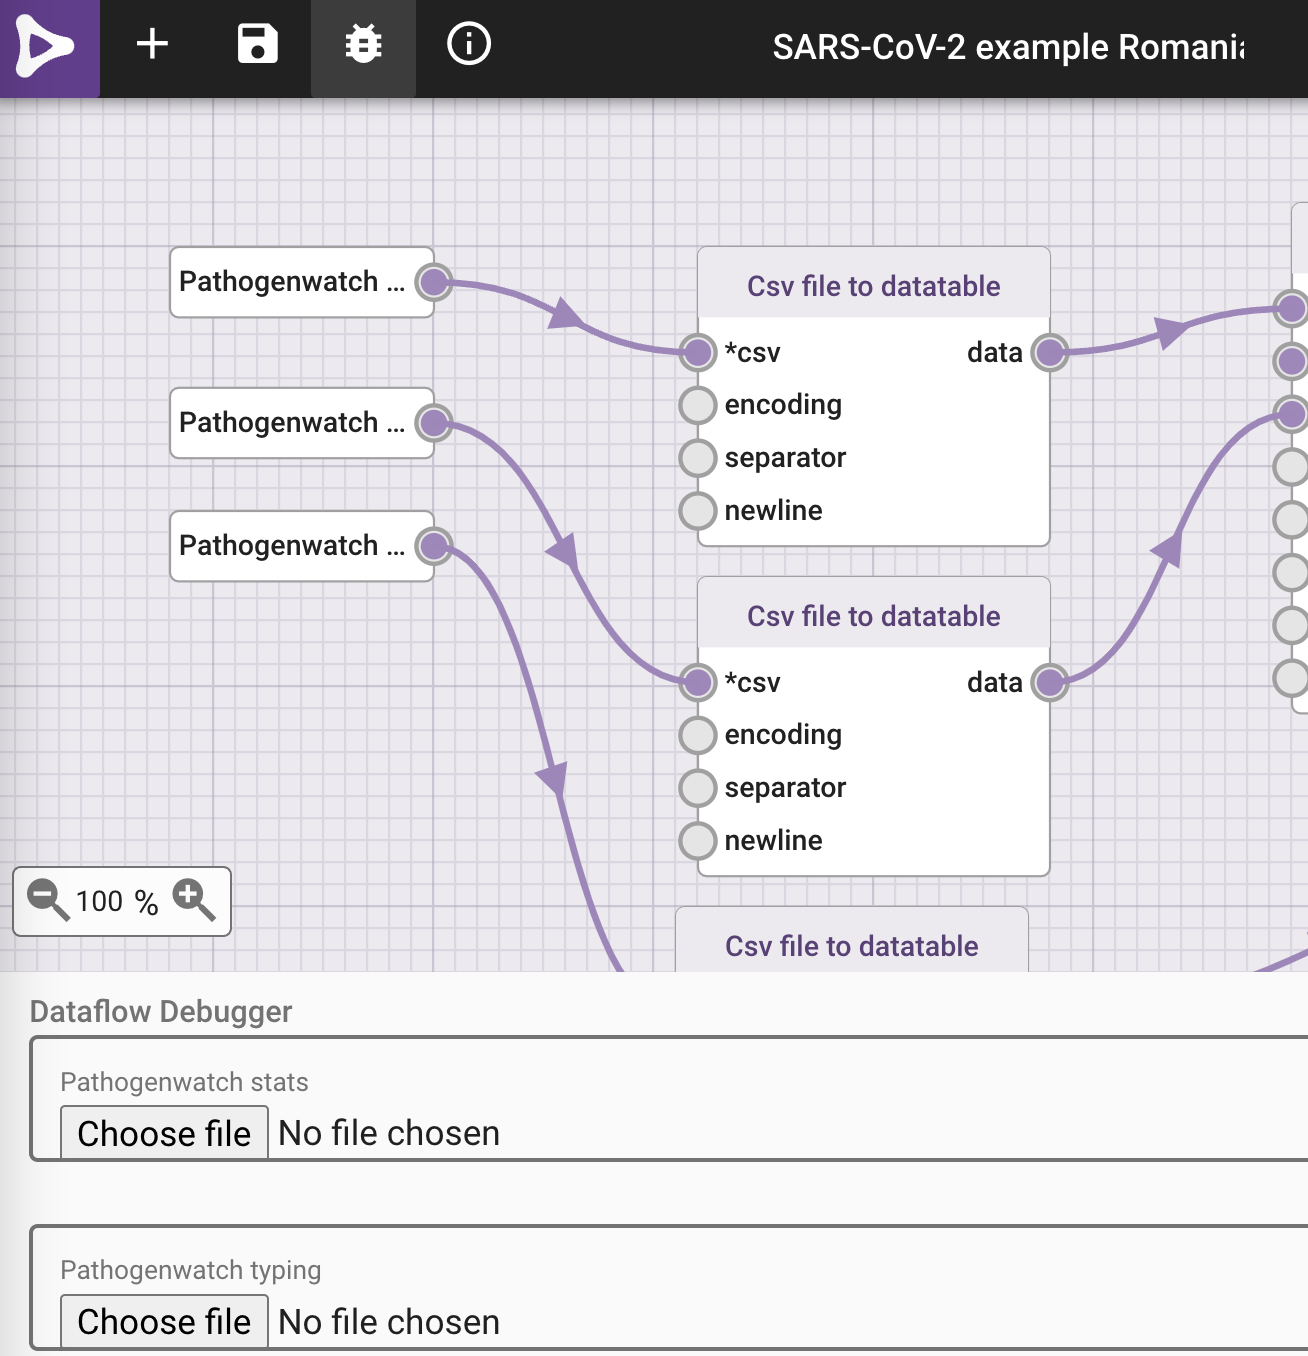 SARS-CoV-2 example Romania
Pathogenwatch ...
Pathogenwatch ...
Pathogenwatch ...
Csv file to datatable
*csv data
encoding
separator
newline
Csv file to datatable
*csv data
encoding
separator
newline
Csv file to datatable
100 %
Dataflow Debugger
Pathogenwatch stats
Choose file No file chosen
Pathogenwatch typing
Choose file No file chosen